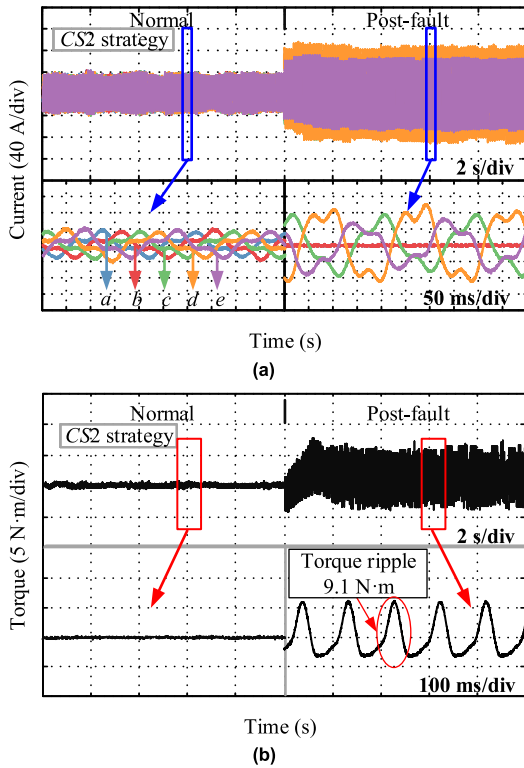 Normal
Post-fault
CS2 strategy
2 s/div
Current (40 A/div)
a b c d e
50 ms/div
Time (s)
(a)
Normal
Post-fault
CS2 strategy
2 s/div
Torque (5 N·m/div)
Torque ripple
9.1 N·m
100 ms/div
Time (s)
(b)